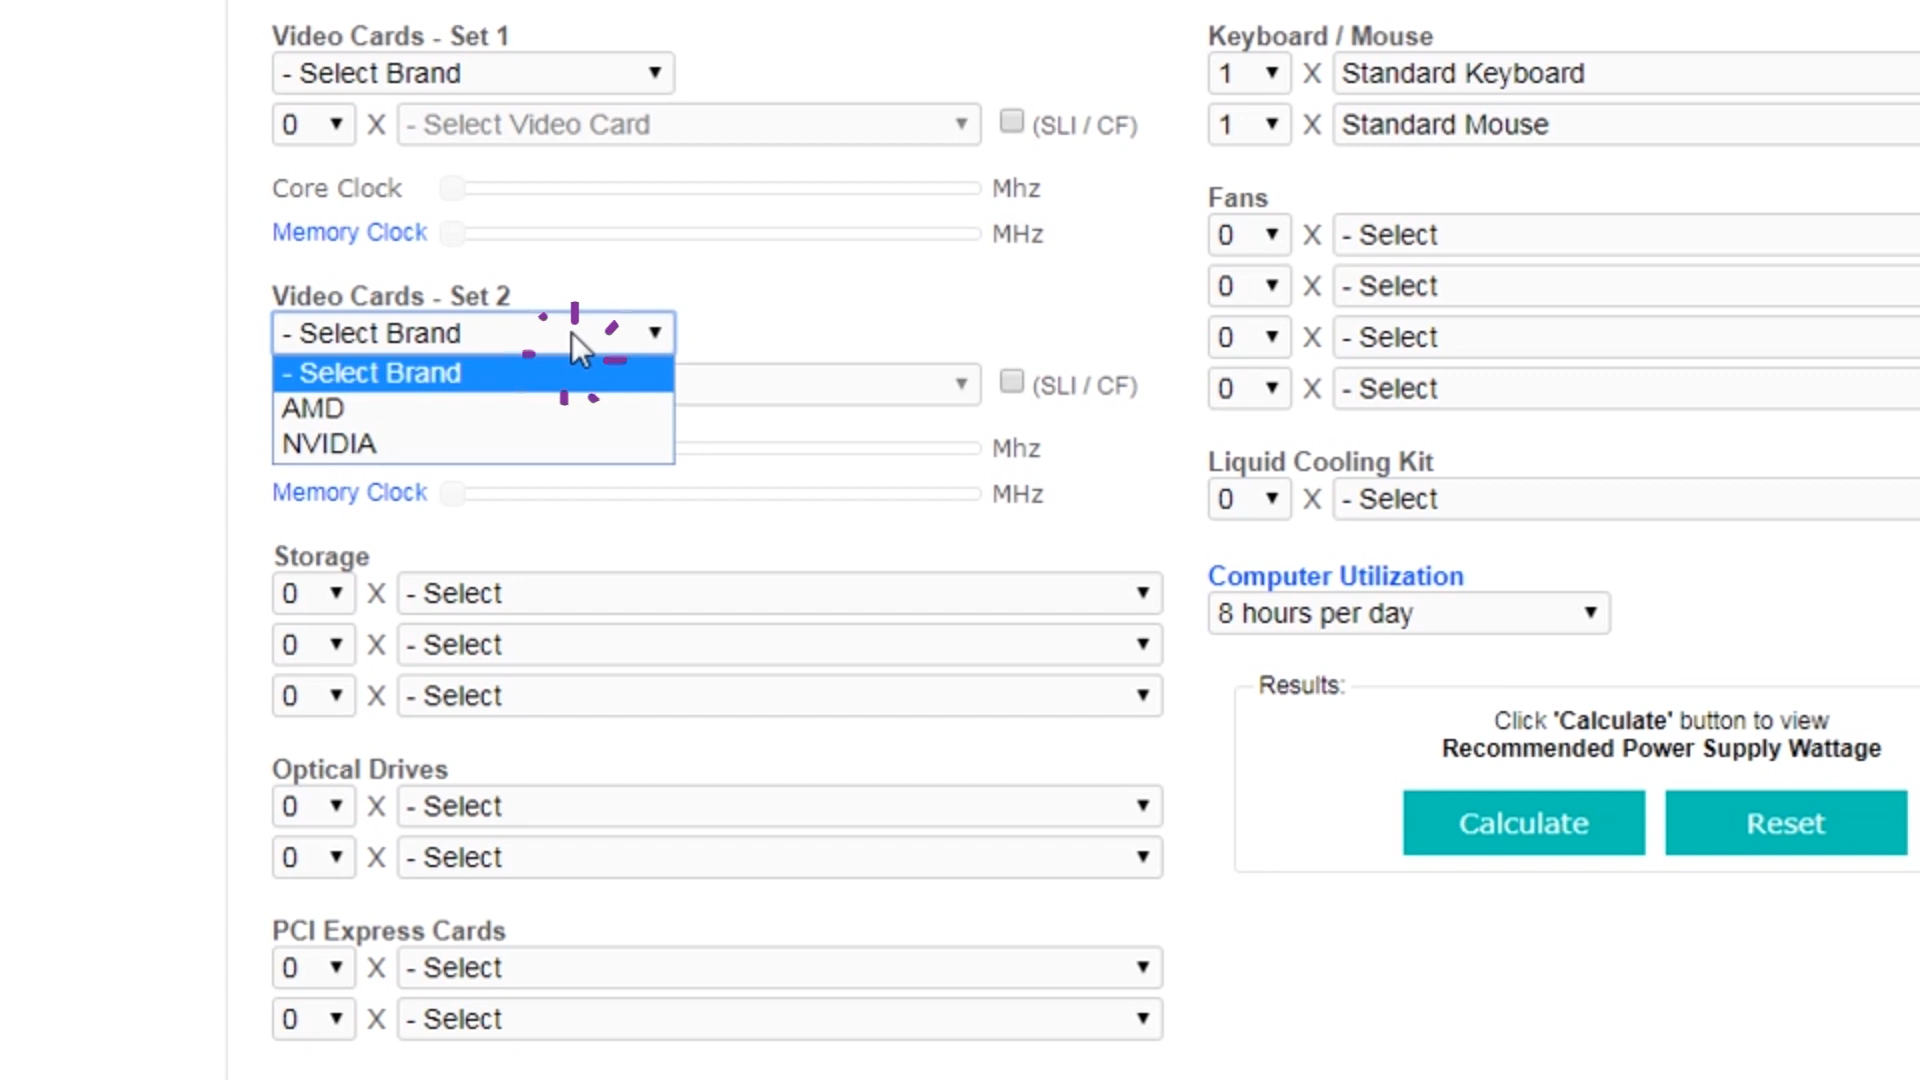 Video Cards - Set 1
- Select Brand
0 X - Select Video Card (SLI / CF)
Core Clock Mhz
Memory Clock MHz
Video Cards - Set 2
- Select Brand
- Select Brand
AMD
NVIDIA
(SLI / CF)
Mhz
Memory Clock MHz
Storage
0 X - Select
0 X - Select
0 X - Select
Optical Drives
0 X - Select
0 X - Select
PCI Express Cards
0 X - Select
0 X - Select
Keyboard / Mouse
1 X Standard Keyboard
1 X Standard Mouse
Fans
0 X - Select
0 X - Select
0 X - Select
0 X - Select
Liquid Cooling Kit
0 X - Select
Computer Utilization
8 hours per day
Results:
Click 'Calculate' button to view
Recommended Power Supply Wattage
Calculate Reset